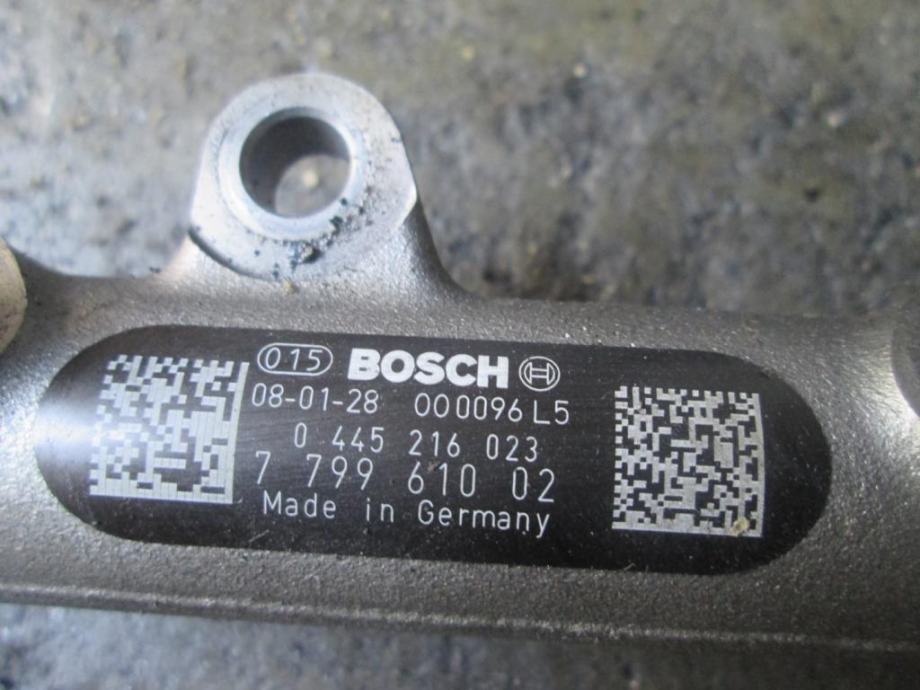 015 BOSCH
08-01-28 000096L5
0 445 216 023
7 799 610 02
Made in Germany